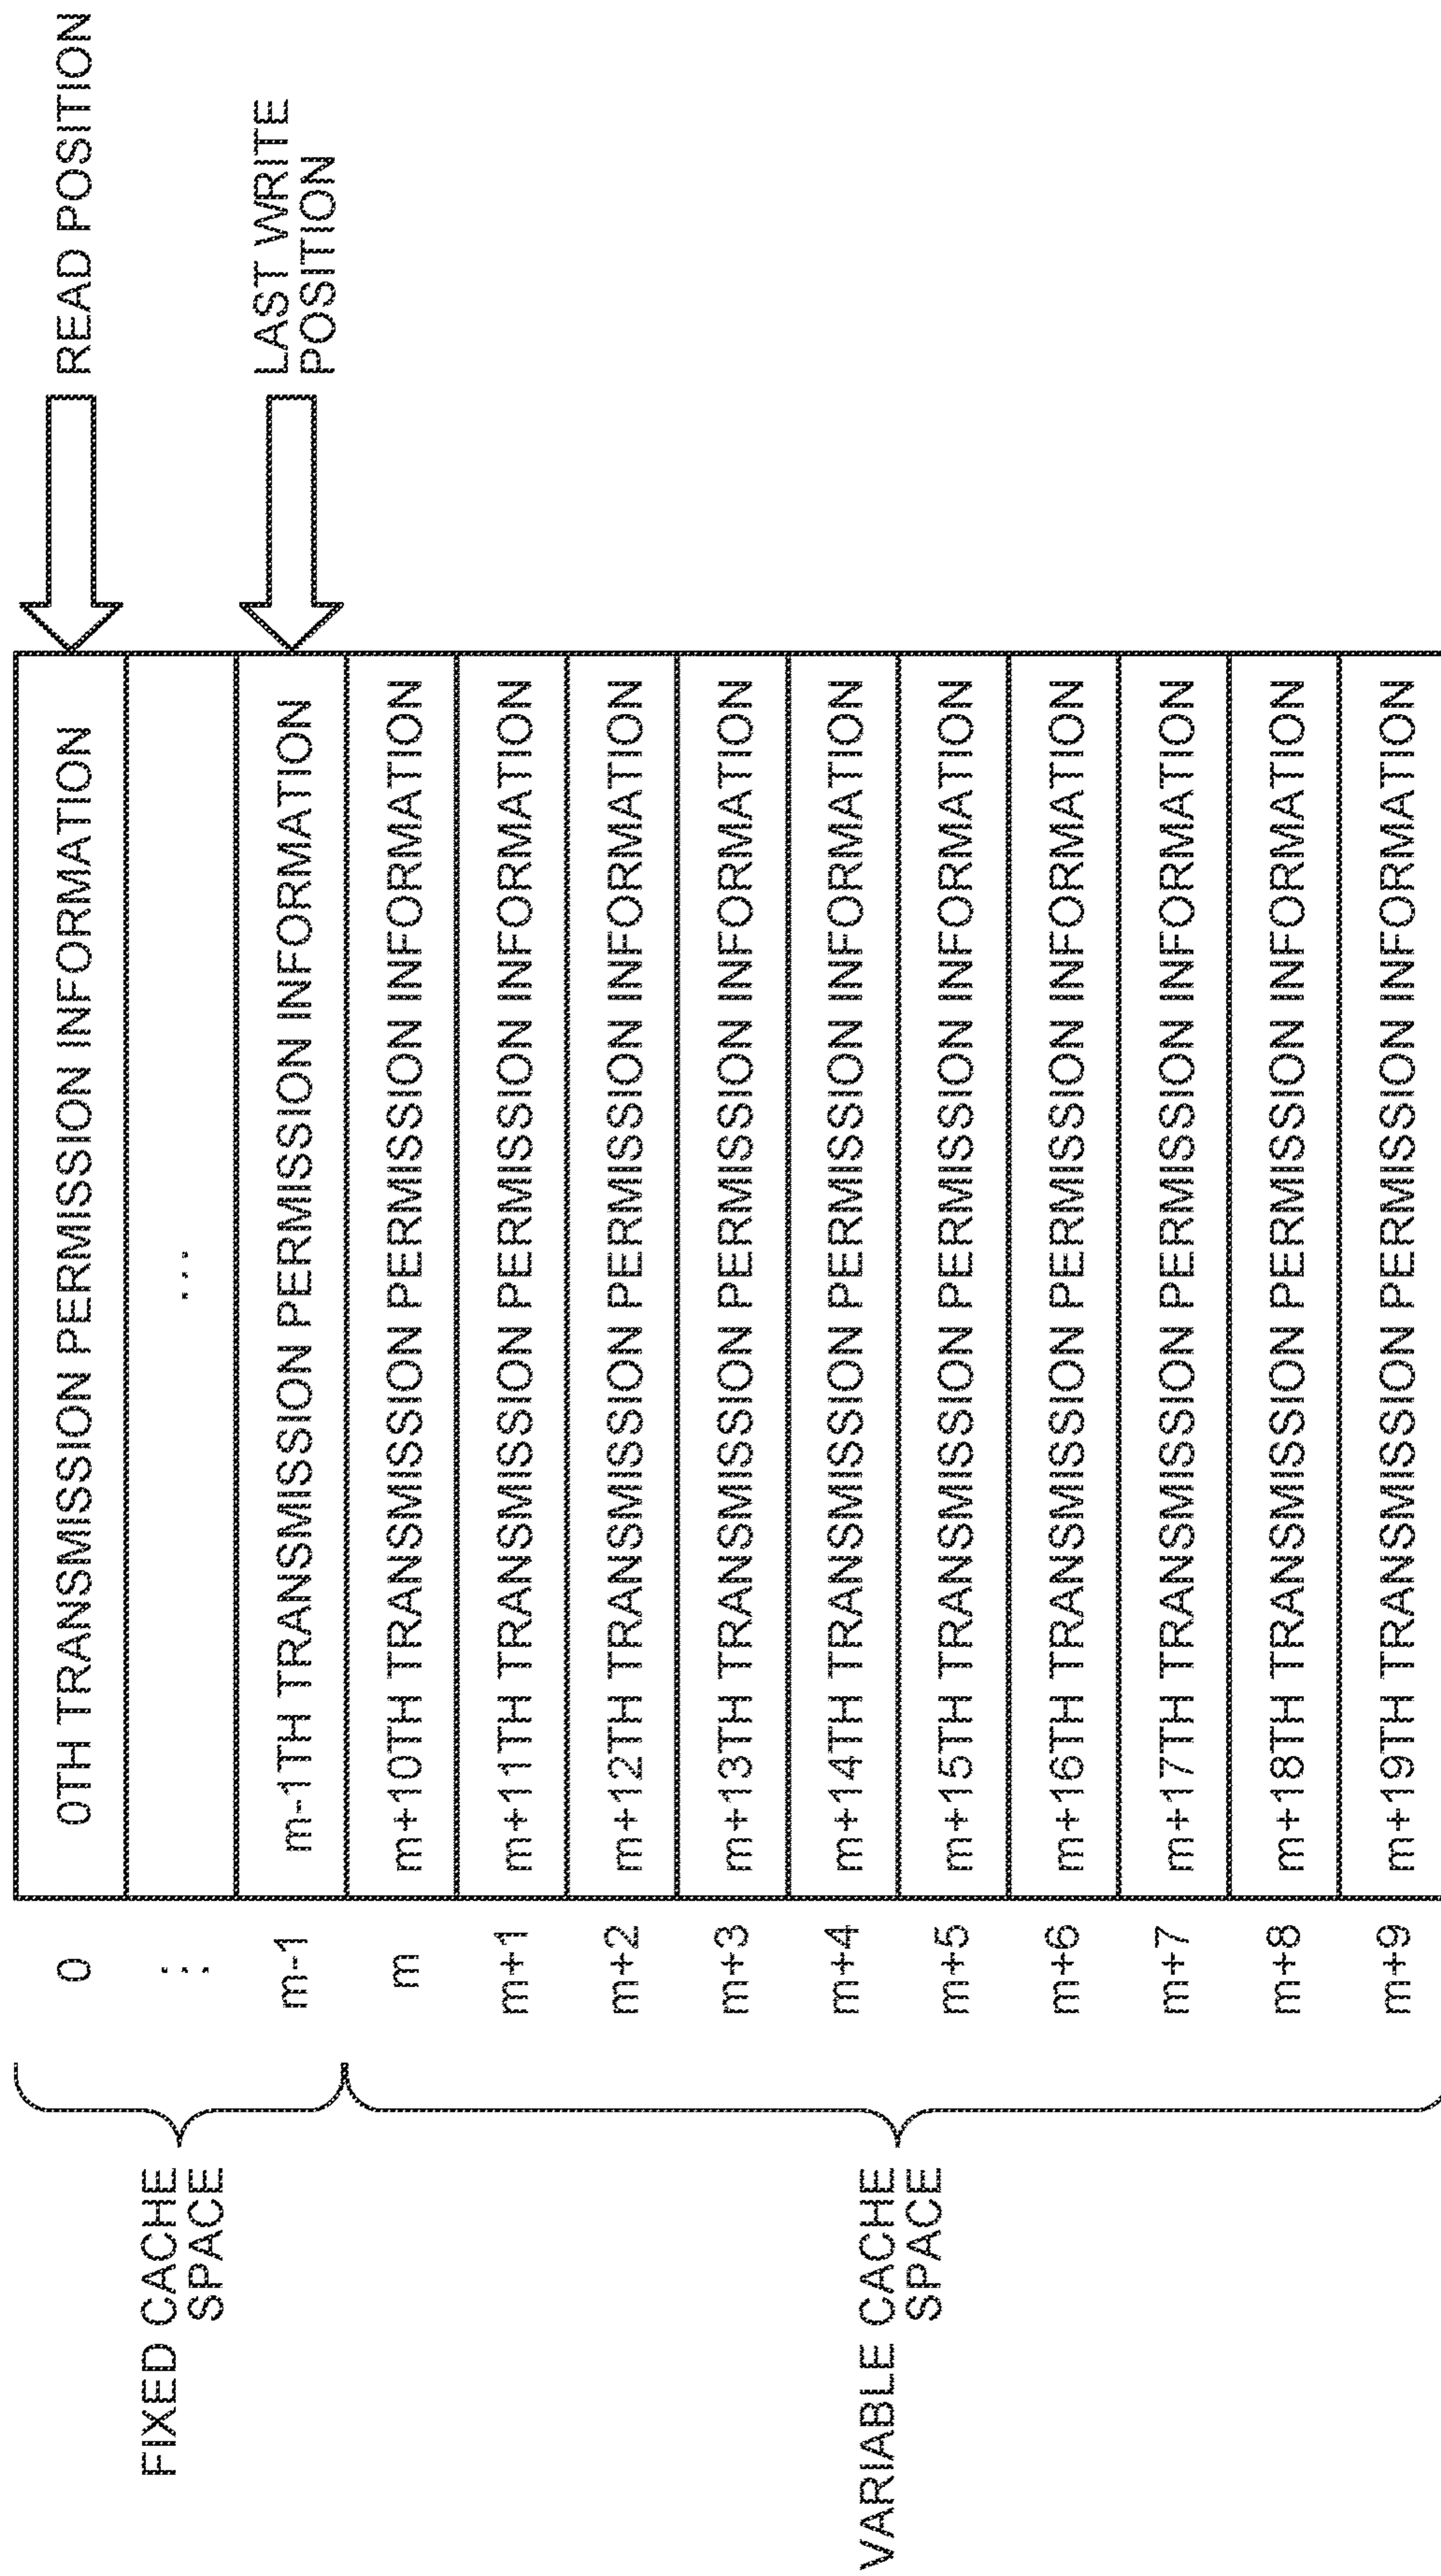 READ POSITION
LAST WRITE
POSITION
0TH TRANSMISSION PERMISSION INFORMATION
...
m-1TH TRANSMISSION PERMISSION INFORMATION
m+10TH TRANSMISSION PERMISSION INFORMATION
m+11TH TRANSMISSION PERMISSION INFORMATION
m+12TH TRANSMISSION PERMISSION INFORMATION
m+13TH TRANSMISSION PERMISSION INFORMATION
m+14TH TRANSMISSION PERMISSION INFORMATION
m+15TH TRANSMISSION PERMISSION INFORMATION
m+16TH TRANSMISSION PERMISSION INFORMATION
m+17TH TRANSMISSION PERMISSION INFORMATION
m+18TH TRANSMISSION PERMISSION INFORMATION
m+19TH TRANSMISSION PERMISSION INFORMATION
0
...
m-1
m
m+1
m+2
m+3
m+4
m+5
m+6
m+7
m+8
m+9
FIXED CACHE
SPACE
VARIABLE CACHE
SPACE